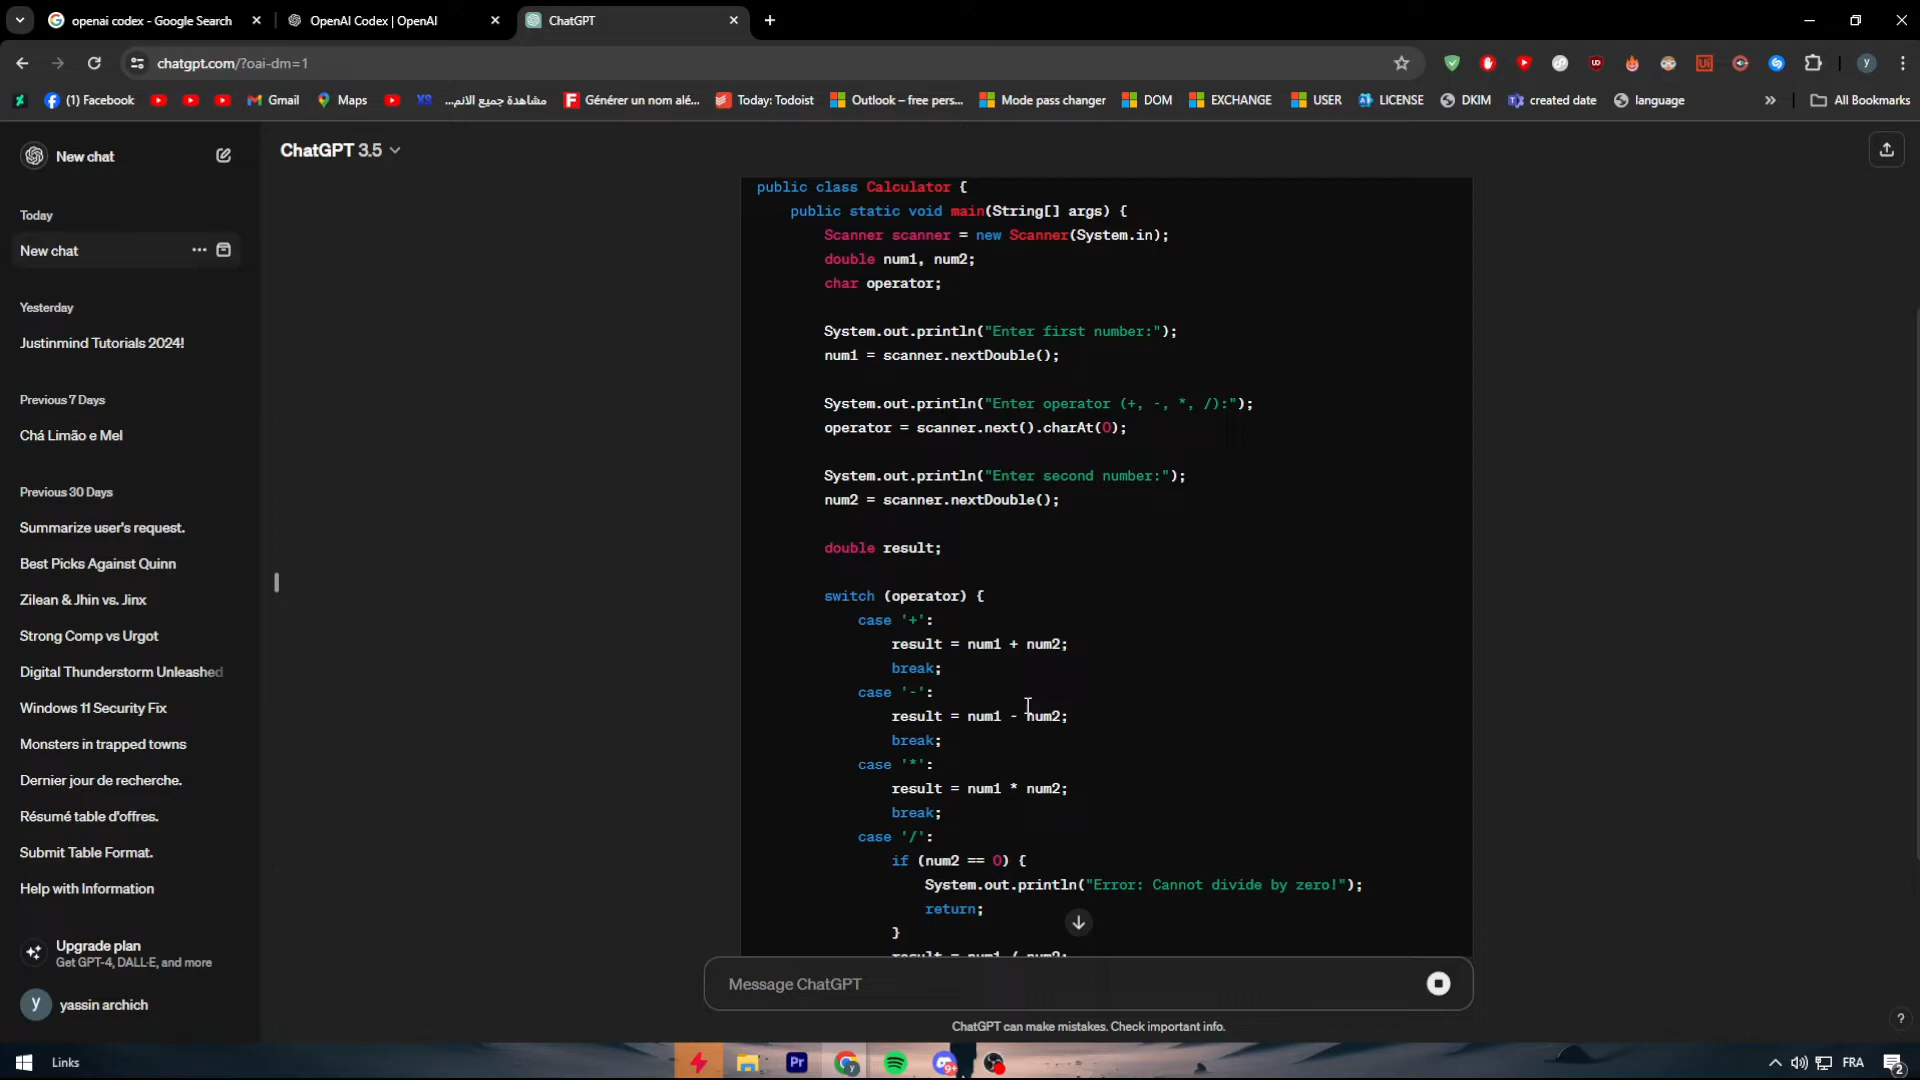 openai codex - Google Search
OpenAI Codex | OpenAI
ChatGPT
chatgpt.com/?oai-dm=1
(1) Facebook
Gmail
Maps
مشاهدة جميع الانم...
Générer un nom alé...
Today: Todoist
Outlook – free pers...
Mode pass changer
DOM
EXCHANGE
USER
LICENSE
DKIM
created date
language
All Bookmarks
New chat
ChatGPT 3.5
Today
New chat
Yesterday
Justinmind Tutorials 2024!
Previous 7 Days
Chá Limão e Mel
Previous 30 Days
Summarize user's request.
Best Picks Against Quinn
Zilean & Jhin vs. Jinx
Strong Comp vs Urgot
Digital Thunderstorm Unleashed
Windows 11 Security Fix
Monsters in trapped towns
Dernier jour de recherche.
Résumé table d'offres.
Submit Table Format.
Help with Information
Upgrade plan
Get GPT-4, DALL·E, and more
y
yassin archich
public class Calculator {
public static void main(String[] args) {
Scanner scanner = new Scanner(System.in);
double num1, num2;
char operator;
System.out.println("Enter first number:");
num1 = scanner.nextDouble();
System.out.println("Enter operator (+, -, *, /):");
operator = scanner.next().charAt(0);
System.out.println("Enter second number:");
num2 = scanner.nextDouble();
double result;
switch (operator) {
case '+':
result = num1 + num2;
break;
case '-':
result = num1 - num2;
break;
case '*':
result = num1 * num2;
break;
case '/':
if (num2 == 0) {
System.out.println("Error: Cannot divide by zero!");
return;
}
result = num1 / num2;
Message ChatGPT
ChatGPT can make mistakes. Check important info.
?
Links
Pr
FRA